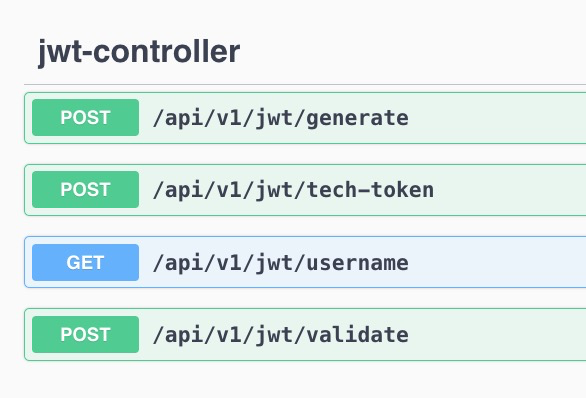 jwt-controller
POST /api/v1/jwt/generate
POST /api/v1/jwt/tech-token
GET /api/v1/jwt/username
POST /api/v1/jwt/validate